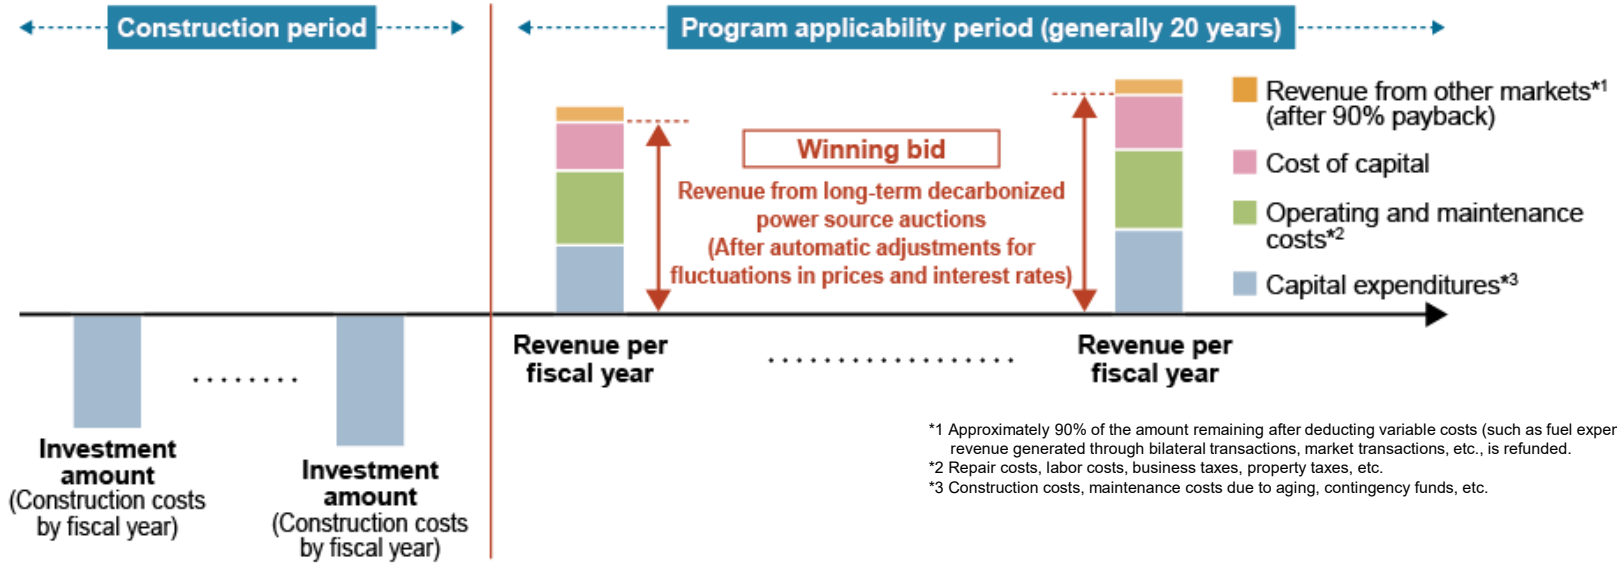 Construction period
Program applicability period (generally 20 years)
Revenue from other markets*1
(after 90% payback)
Cost of capital
Operating and maintenance
costs*2
Capital expenditures*3
Winning bid
Revenue from long-term decarbonized
power source auctions
(After automatic adjustments for
fluctuations in prices and interest rates)
Revenue per
fiscal year
Revenue per
fiscal year
Investment
amount
(Construction costs
by fiscal year)
Investment
amount
(Construction costs
by fiscal year)
*1 Approximately 90% of the amount remaining after deducting variable costs (such as fuel
revenue generated through bilateral transactions, market transactions, etc., is refunded.
*2 Repair costs, labor costs, business taxes, property taxes, etc.
*3 Construction costs, maintenance costs due to aging, contingency funds, etc.